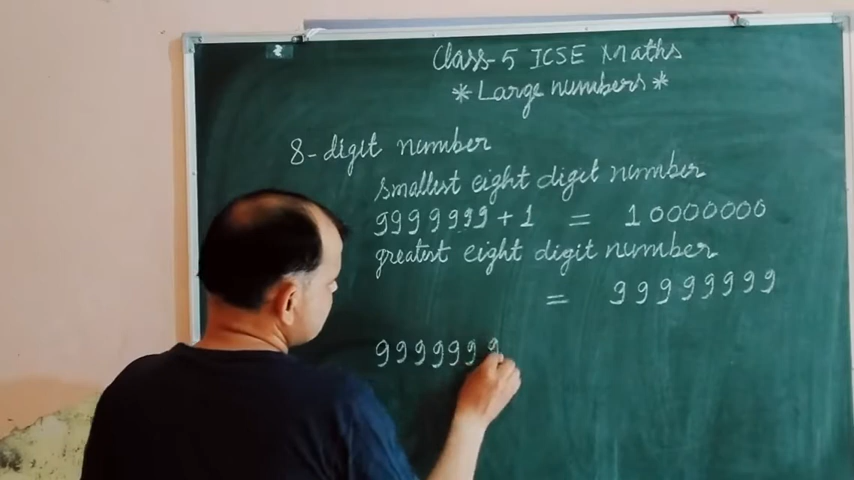 Class-5 ICSE Maths
* Large numbers *
8-digit number
smallest eight digit number
9999999 + 1 = 10000000
greatest eight digit number
= 99999999
9999999